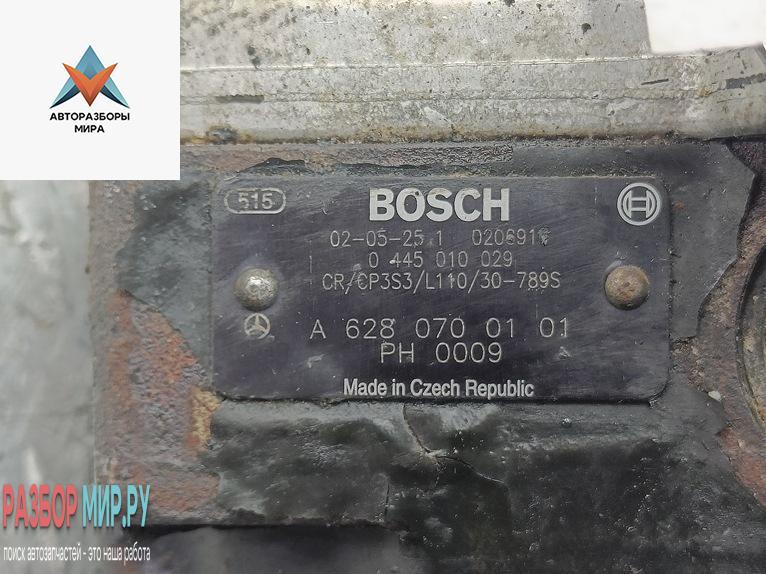 АВТОРАЗБОРЫ
МИРА
515
BOSCH
02-05-25 1
0 445 010 029
CR/CP3S3/L110/30-789S
A 628 070 01 01
PH 0009
Made in Czech Republic
РАЗБОР МИР.РУ
поиск автозапчастей - это наша работа